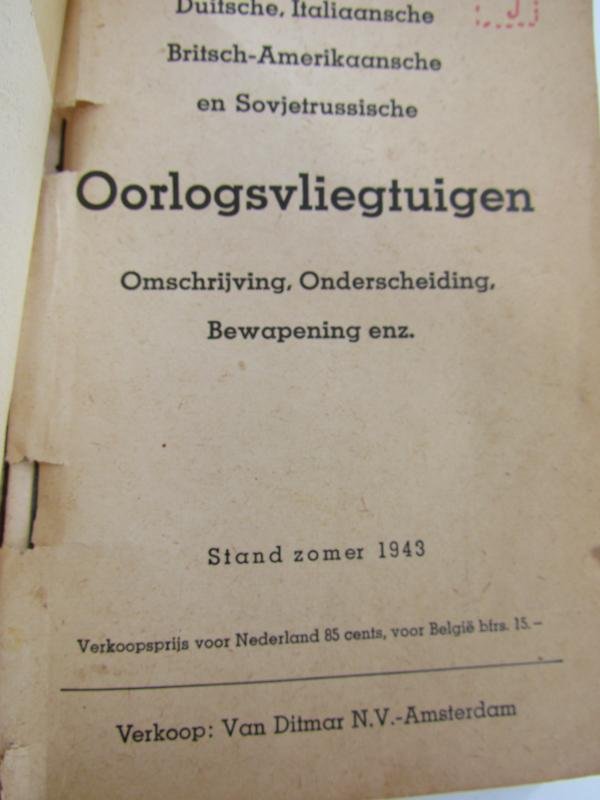 Duitsche, Italiaansche
Britsch-Amerikaansche
en Sovjetrussische
Oorlogsvliegtuigen
Omschrijving, Onderscheiding,
Bewapening enz.
Stand zomer 1943
Verkoopsprijs voor Nederland 85 cents, voor België bfrs. 15.–
Verkoop: Van Ditmar N.V.-Amsterdam